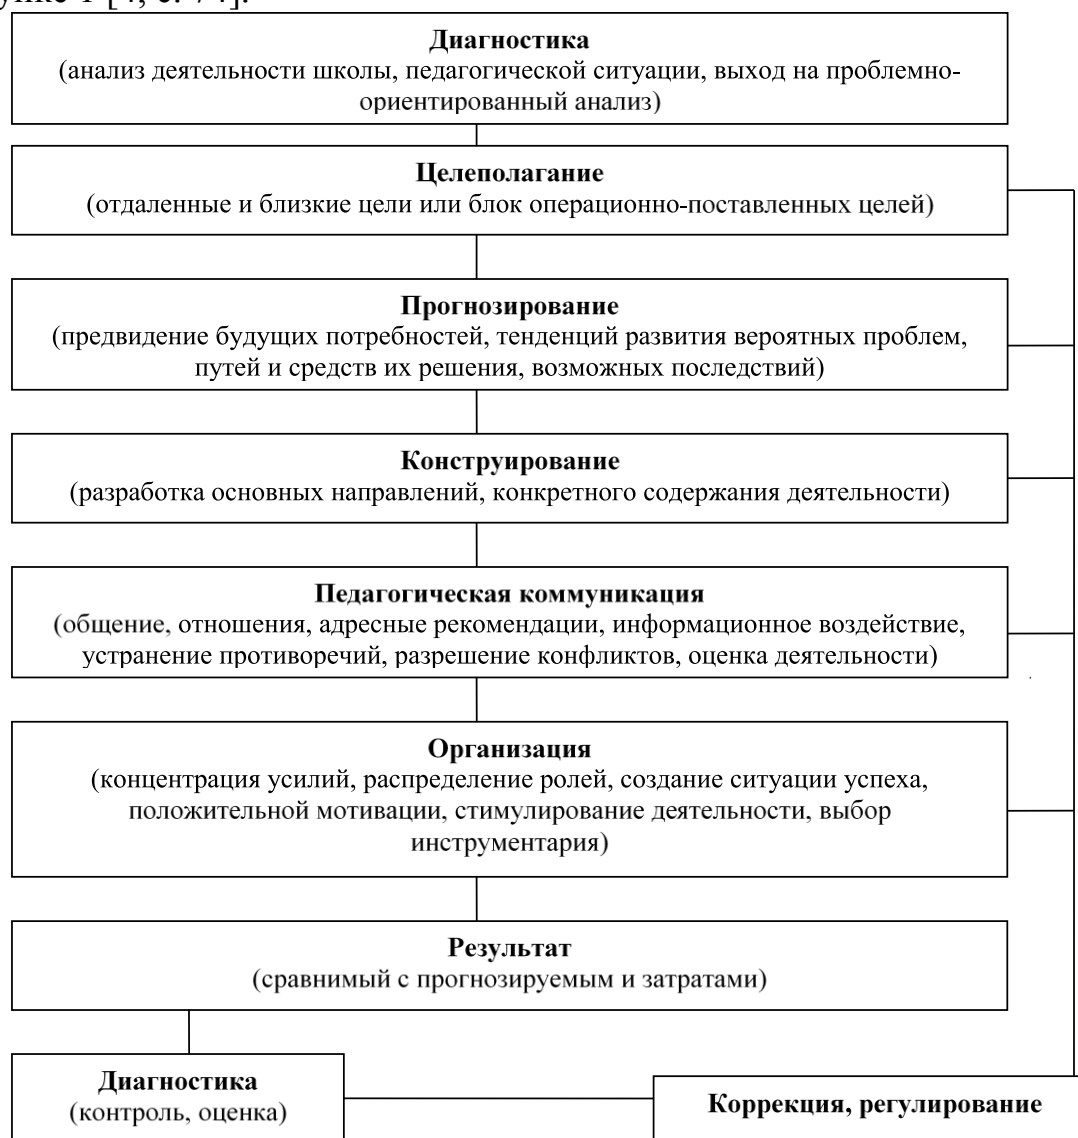 Диагностика
(анализ деятельности школы, педагогической ситуации, выход на проблемно-
ориентированный анализ)
Целеполагание
(отдаленные и близкие цели или блок операционно-поставленных целей)
Прогнозирование
(предвидение будущих потребностей, тенденций развития вероятных проблем,
путей и средств их решения, возможных последствий)
Конструирование
(разработка основных направлений, конкретного содержания деятельности)
Педагогическая коммуникация
(общение, отношения, адресные рекомендации, информационное воздействие,
устранение противоречий, разрешение конфликтов, оценка деятельности)
Организация
(концентрация усилий, распределение ролей, создание ситуации успеха,
положительной мотивации, стимулирование деятельности, выбор
инструментария)
Результат
(сравнимый с прогнозируемым и затратами)
Диагностика
(контроль, оценка)
Коррекция, регулирование